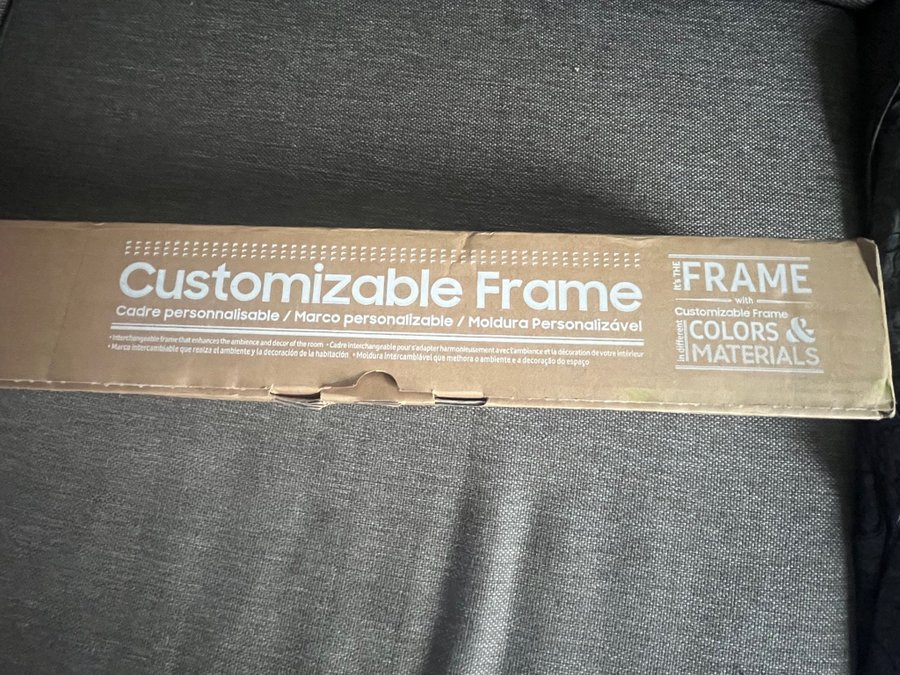 Customizable Frame
Cadre personnalisable / Marco personalizable / Moldura Personalizável
• Interchangeable frame that enhances the ambience and decor of the room • Cadre interchangeable pour s'adapter harmonieusement avec l'ambience et la décoration de votre intérieur
• Marco intercambiable que realza el ambiente y la decoración de la habitación • Moldura intercambiável que melhora o ambiente e a decoração do espaço
It's THE
FRAME
with
Customizable Frame
in different
COLORS &
MATERIALS